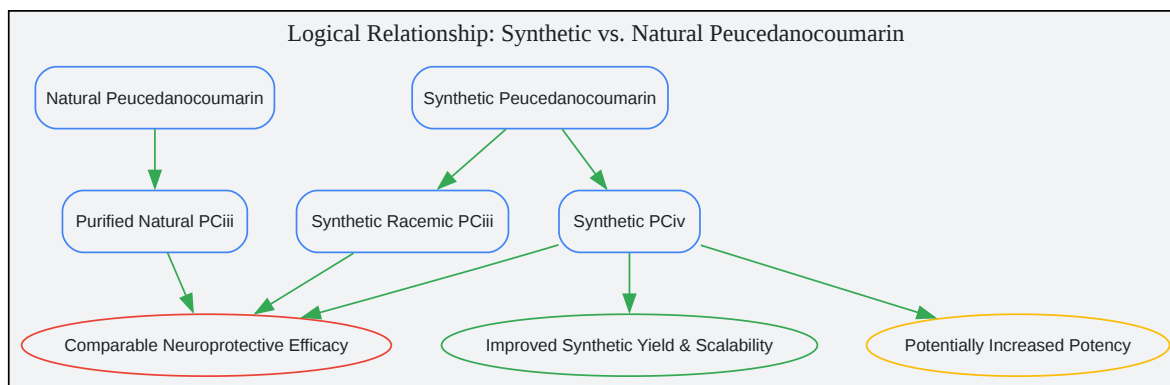 Logical Relationship: Synthetic vs. Natural Peucedanocoumarin
Natural Peucedanocoumarin
Synthetic Peucedanocoumarin
Purified Natural PCiii
Synthetic Racemic PCiii
Synthetic PCiv
Comparable Neuroprotective Efficacy
Improved Synthetic Yield & Scalability
Potentially Increased Potency